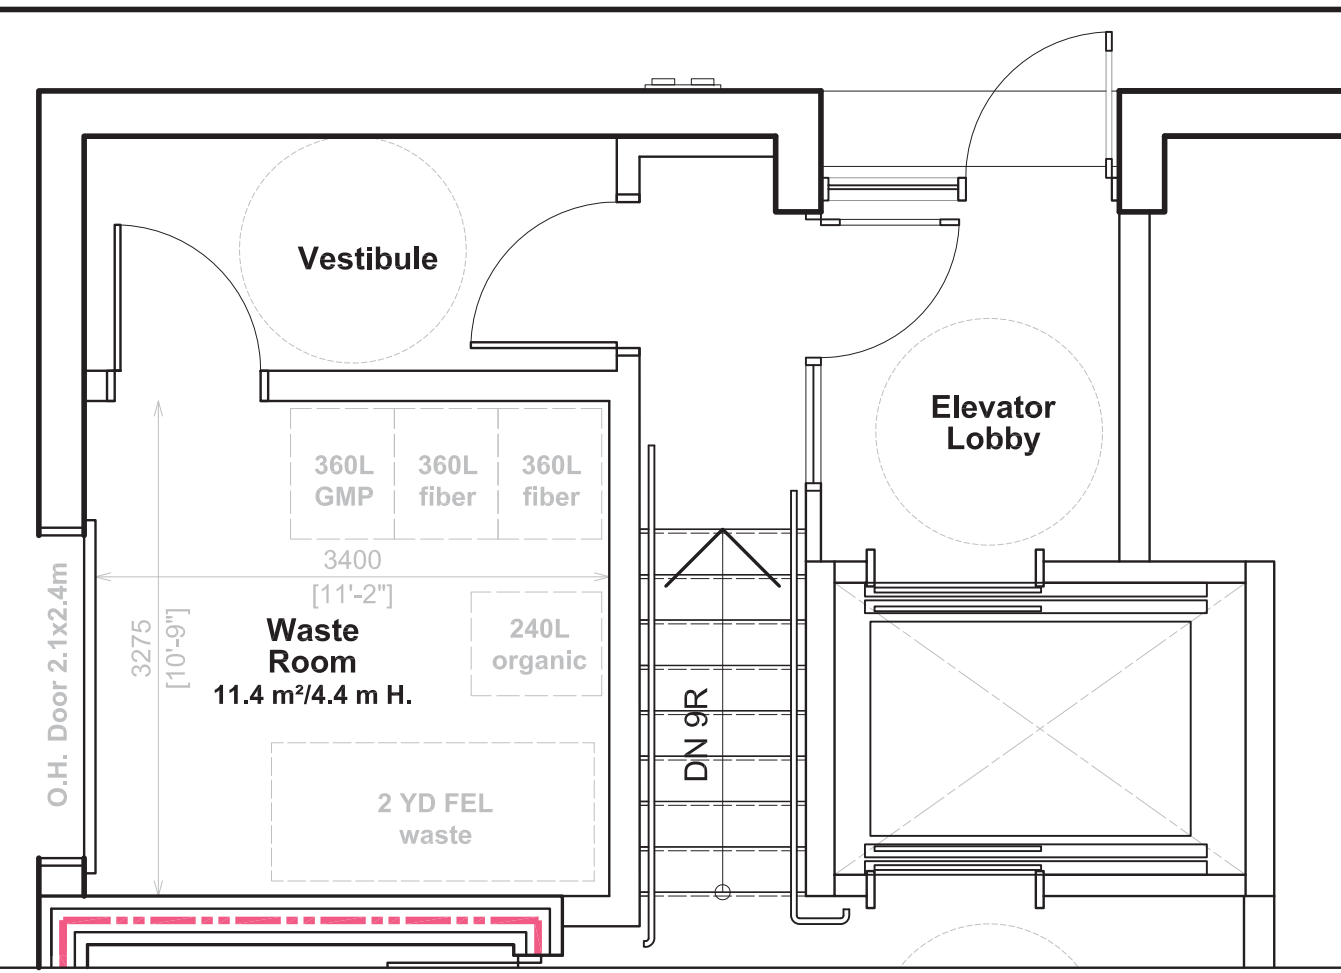 Vestibule
Elevator
Lobby
360L
GMP
360L
fiber
360L
fiber
3400
[11'-2"]
3275
[10'-9"]
O.H. Door 2.1x2.4m
Waste
Room
11.4 m²/4.4 m H.
240L
organic
DN 9R
2 YD FEL
waste